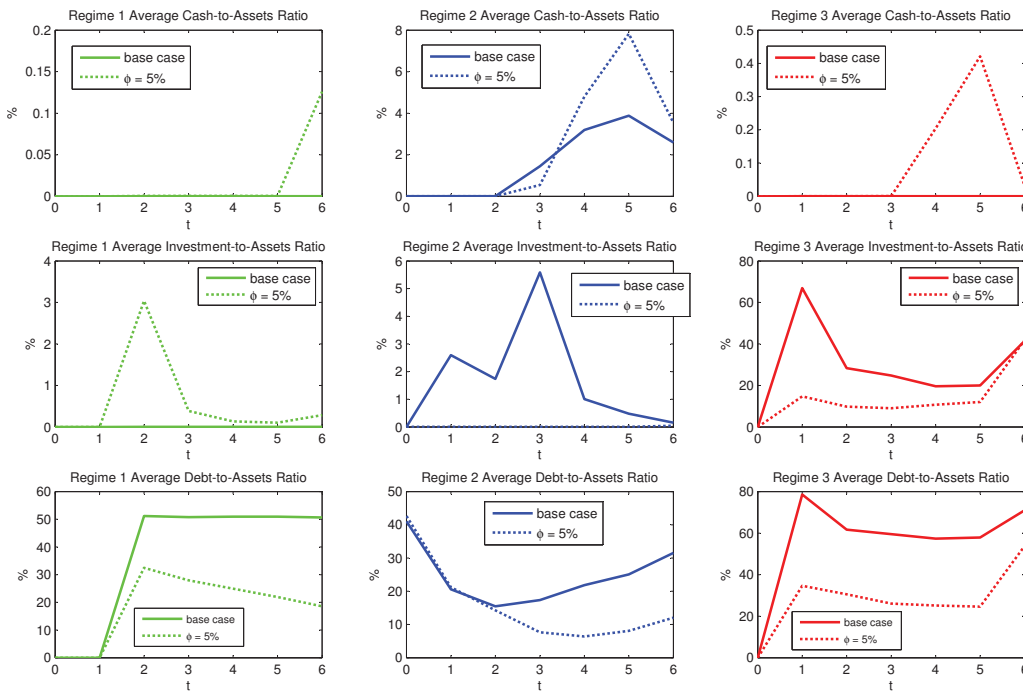 Regime 1 Average Cash-to-Assets Ratio
0.2
0.15
0.1
0.05
0
%
base case
ϕ = 5%
0 1 2 3 4 5 6
t
Regime 2 Average Cash-to-Assets Ratio
8
6
4
2
0
%
base case
ϕ = 5%
0 1 2 3 4 5 6
t
Regime 3 Average Cash-to-Assets Ratio
0.5
0.4
0.3
0.2
0.1
0
%
base case
ϕ = 5%
0 1 2 3 4 5 6
t
Regime 1 Average Investment-to-Assets Ratio
4
3
2
1
0
%
base case
ϕ = 5%
0 1 2 3 4 5 6
t
Regime 2 Average Investment-to-Assets Ratio
6
5
4
3
2
1
0
%
base case
ϕ = 5%
0 1 2 3 4 5 6
t
Regime 3 Average Investment-to-Assets Ratio
80
60
40
20
0
%
base case
ϕ = 5%
0 1 2 3 4 5 6
t
Regime 1 Average Debt-to-Assets Ratio
60
50
40
30
20
10
0
%
base case
ϕ = 5%
0 1 2 3 4 5 6
t
Regime 2 Average Debt-to-Assets Ratio
50
40
30
20
10
0
%
base case
ϕ = 5%
0 1 2 3 4 5 6
t
Regime 3 Average Debt-to-Assets Ratio
80
60
40
20
0
%
base case
ϕ = 5%
0 1 2 3 4 5 6
t